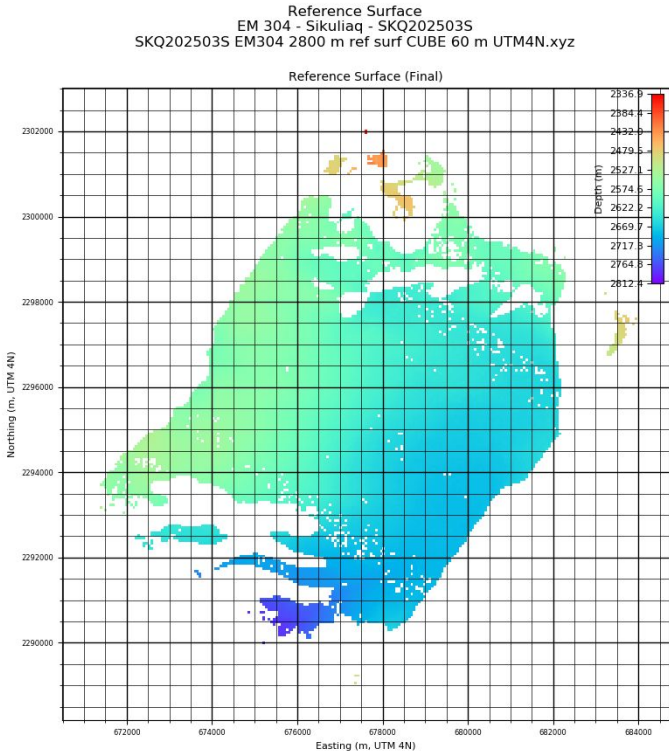 Reference Surface
EM 304 - Sikuliaq - SKQ202503S
SKQ202503S EM304 2800 m ref surf CUBE 60 m UTM4N.xyz
Reference Surface (Final)
2336.9
2384.4
2432.0
2479.5
2527.1
2574.6
2622.2
2669.7
2717.3
2764.8
2812.4
Depth (m)
2302000
2300000
2298000
2296000
2294000
2292000
2290000
Northing (m, UTM 4N)
672000 674000 676000 678000 680000 682000 684000
Easting (m, UTM 4N)